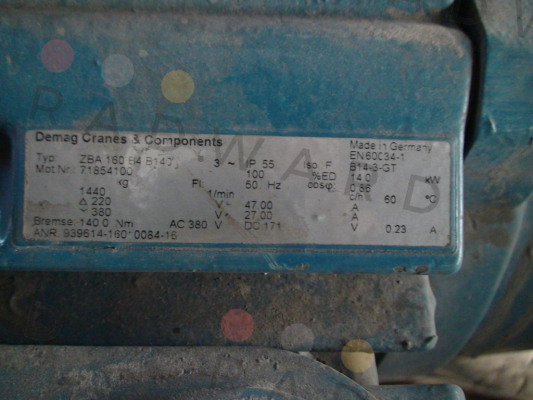 RADWARD
Demag Cranes & Components Made in Germany
Typ ZBA 160 B4 B140 3 ~ IP 55 Iso F EN60034-1
Mot.Nr.: 71854100 100 %ED B14-3-GT
kg Fl 50 Hz cosφ: 14.0 kW
1440 1/min 0.86
Δ 220 V* 47.00 c/h 60 °C
380 V* 27.00 A
Bremse: 140.0 Nm AC 380 V DC 171 V 0.23 A
ANR. 939614-160 0084-16